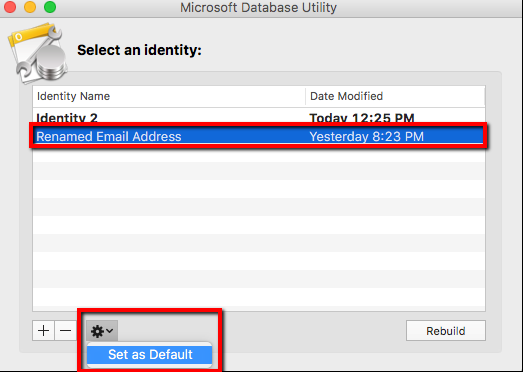 Microsoft Database Utility
Select an identity:
Identity Name Date Modified
Identity 2 Today 12:25 PM
Renamed Email Address Yesterday 8:23 PM
+ − Rebuild
Set as Default